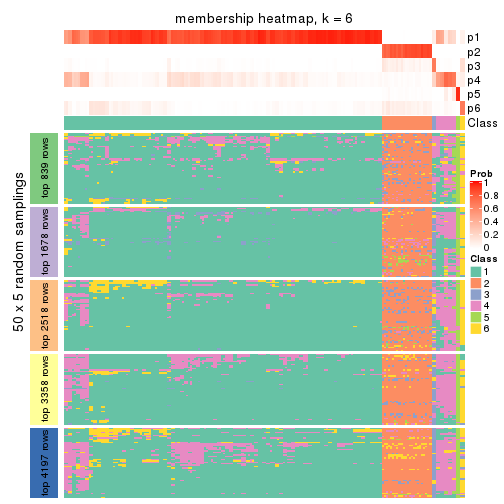 membership heatmap, k = 6
p1
p2
p3
p4
p5
p6
Class
50 x 5 random samplings
top 839 rows
top 1678 rows
top 2518 rows
top 3358 rows
top 4197 rows
Prob
1
0.8
0.6
0.4
0.2
0
Class
1
2
3
4
5
6